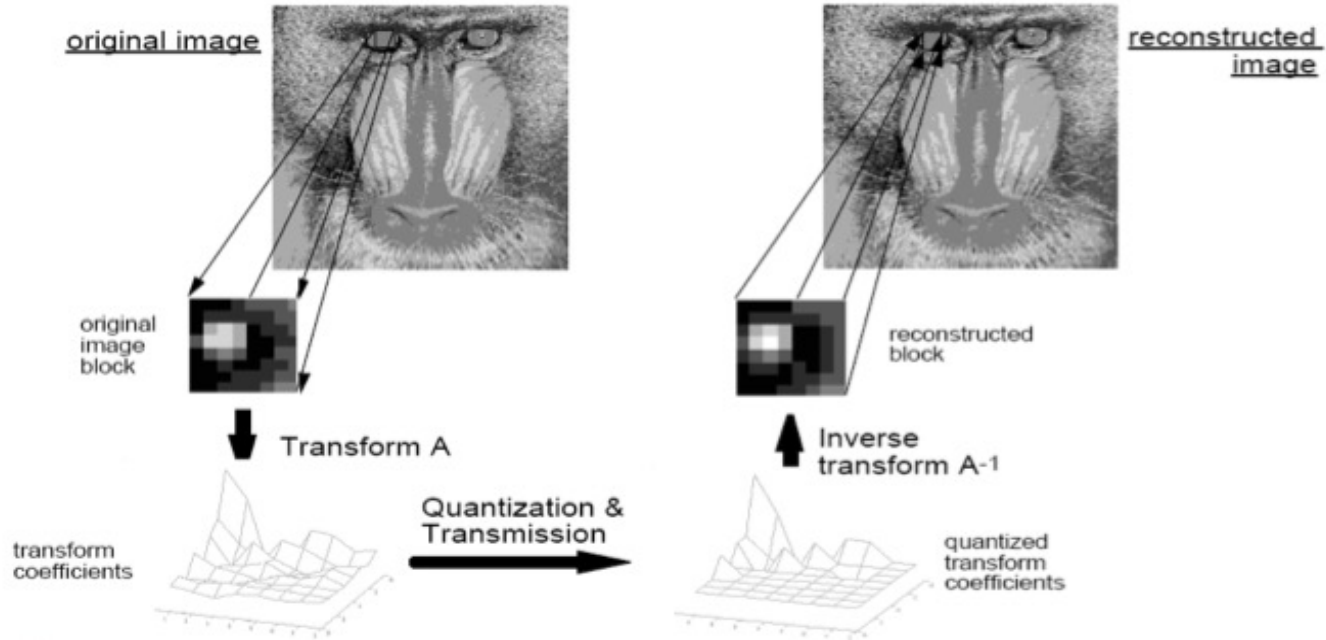 original image
reconstructed
image
original
image
block
reconstructed
block
Transform A
Inverse
transform A-1
Quantization &
Transmission
transform
coefficients
quantized
transform
coefficients